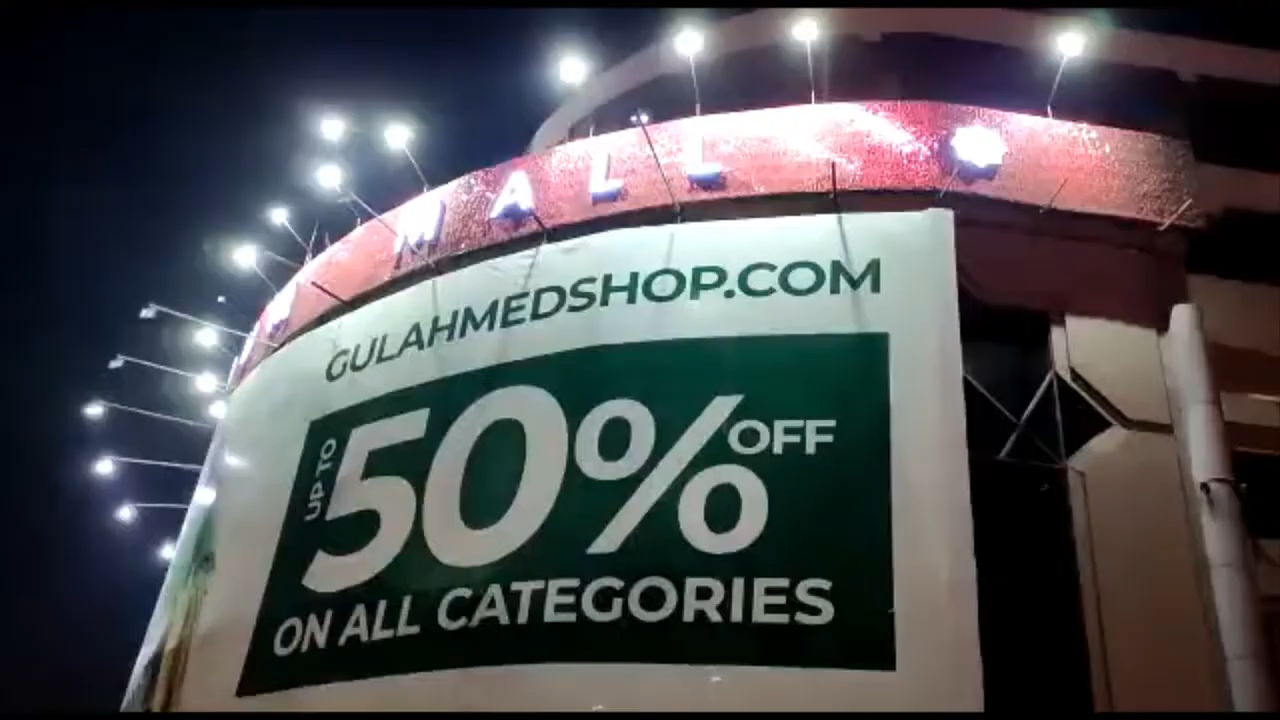 MALL
GULAHMEDSHOP.COM
UP TO
50% OFF
ON ALL CATEGORIES